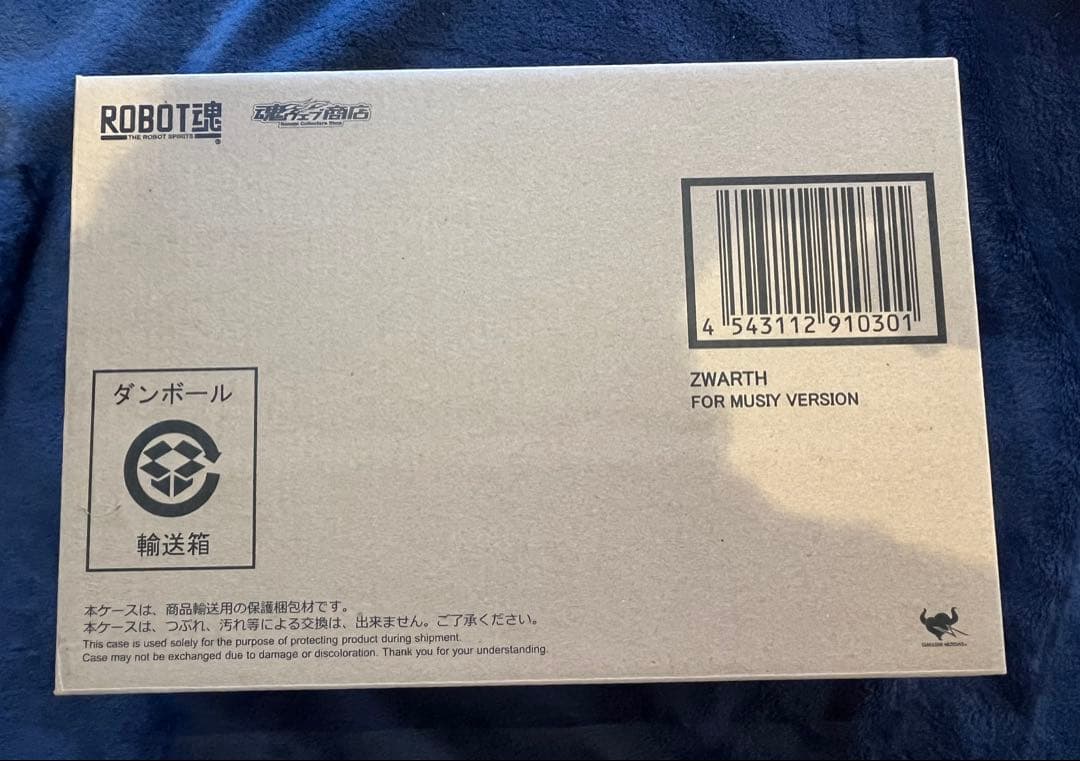 ROBOT魂
THE ROBOT SPIRITS
魂ウェブ商店
Tamashii Collectors Shop
4 543112 910301
ZWARTH
FOR MUSIY VERSION
ダンボール
輸送箱
本ケースは、商品輸送用の保護梱包材です。
本ケースは、つぶれ、汚れ等による交換は、出来ません。ご了承ください。
This case is used solely for the purpose of protecting product during shipment.
Case may not be exchanged due to damage or discoloration. Thank you for your understanding.
TAMASHII NATIONS